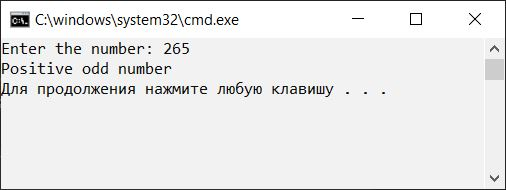 C:\windows\system32\cmd.exe
Enter the number: 265
Positive odd number
Для продолжения нажмите любую клавишу . . .